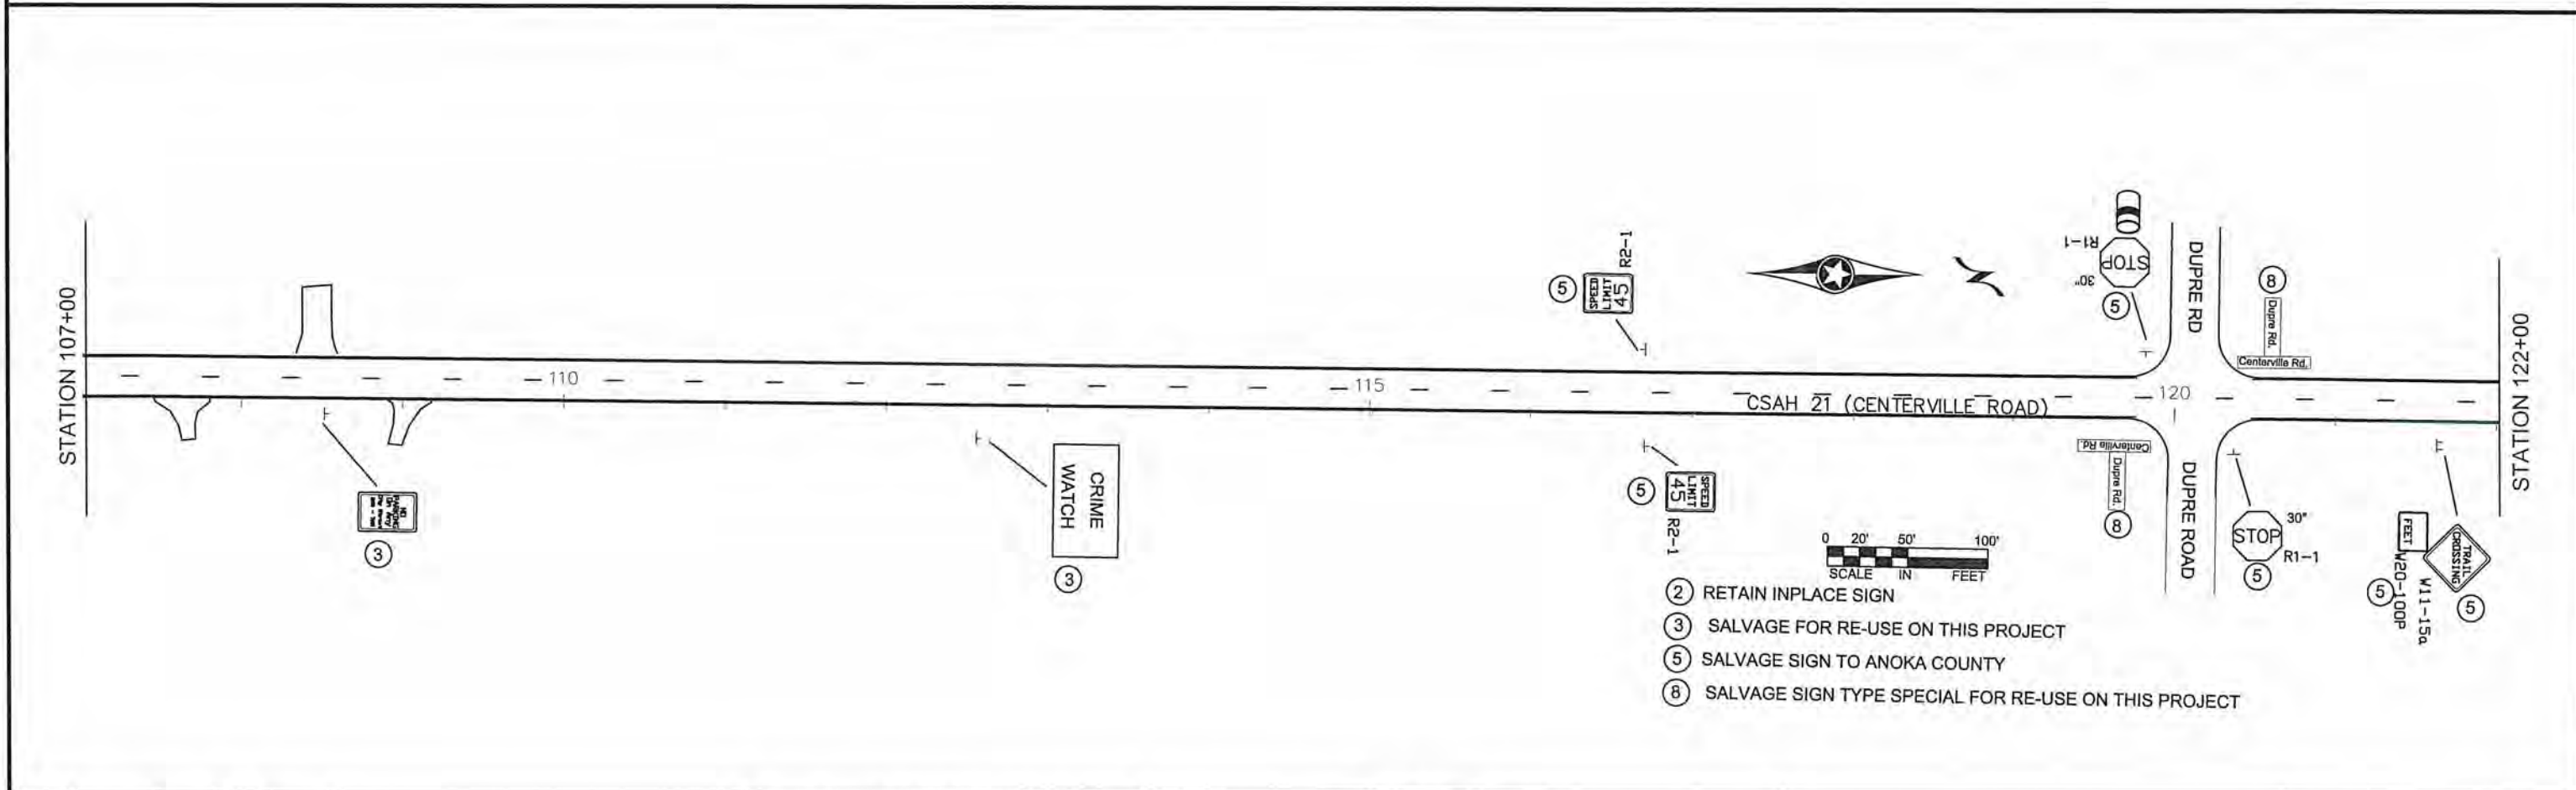 STATION 107+00
110
115
CSAH 21 (CENTERVILLE ROAD)
120
STATION 122+00
NO
PARKING
On Any
3
CRIME
WATCH
3
5
SPEED
LIMIT
45
R2-1
5
SPEED
LIMIT
45
R2-1
N
R1-1
STOP
30"
5
DUPRE RD
8
Dupre Rd.
Centerville Rd.
Centerville Rd.
Dupre Rd.
8
DUPRE ROAD
STOP
30"
R1-1
5
FEET
W20-100P
5
TRAIL
CROSSING
W11-15a
5
0 20' 50' 100'
SCALE IN FEET
2 RETAIN INPLACE SIGN
3 SALVAGE FOR RE-USE ON THIS PROJECT
5 SALVAGE SIGN TO ANOKA COUNTY
8 SALVAGE SIGN TYPE SPECIAL FOR RE-USE ON THIS PROJECT